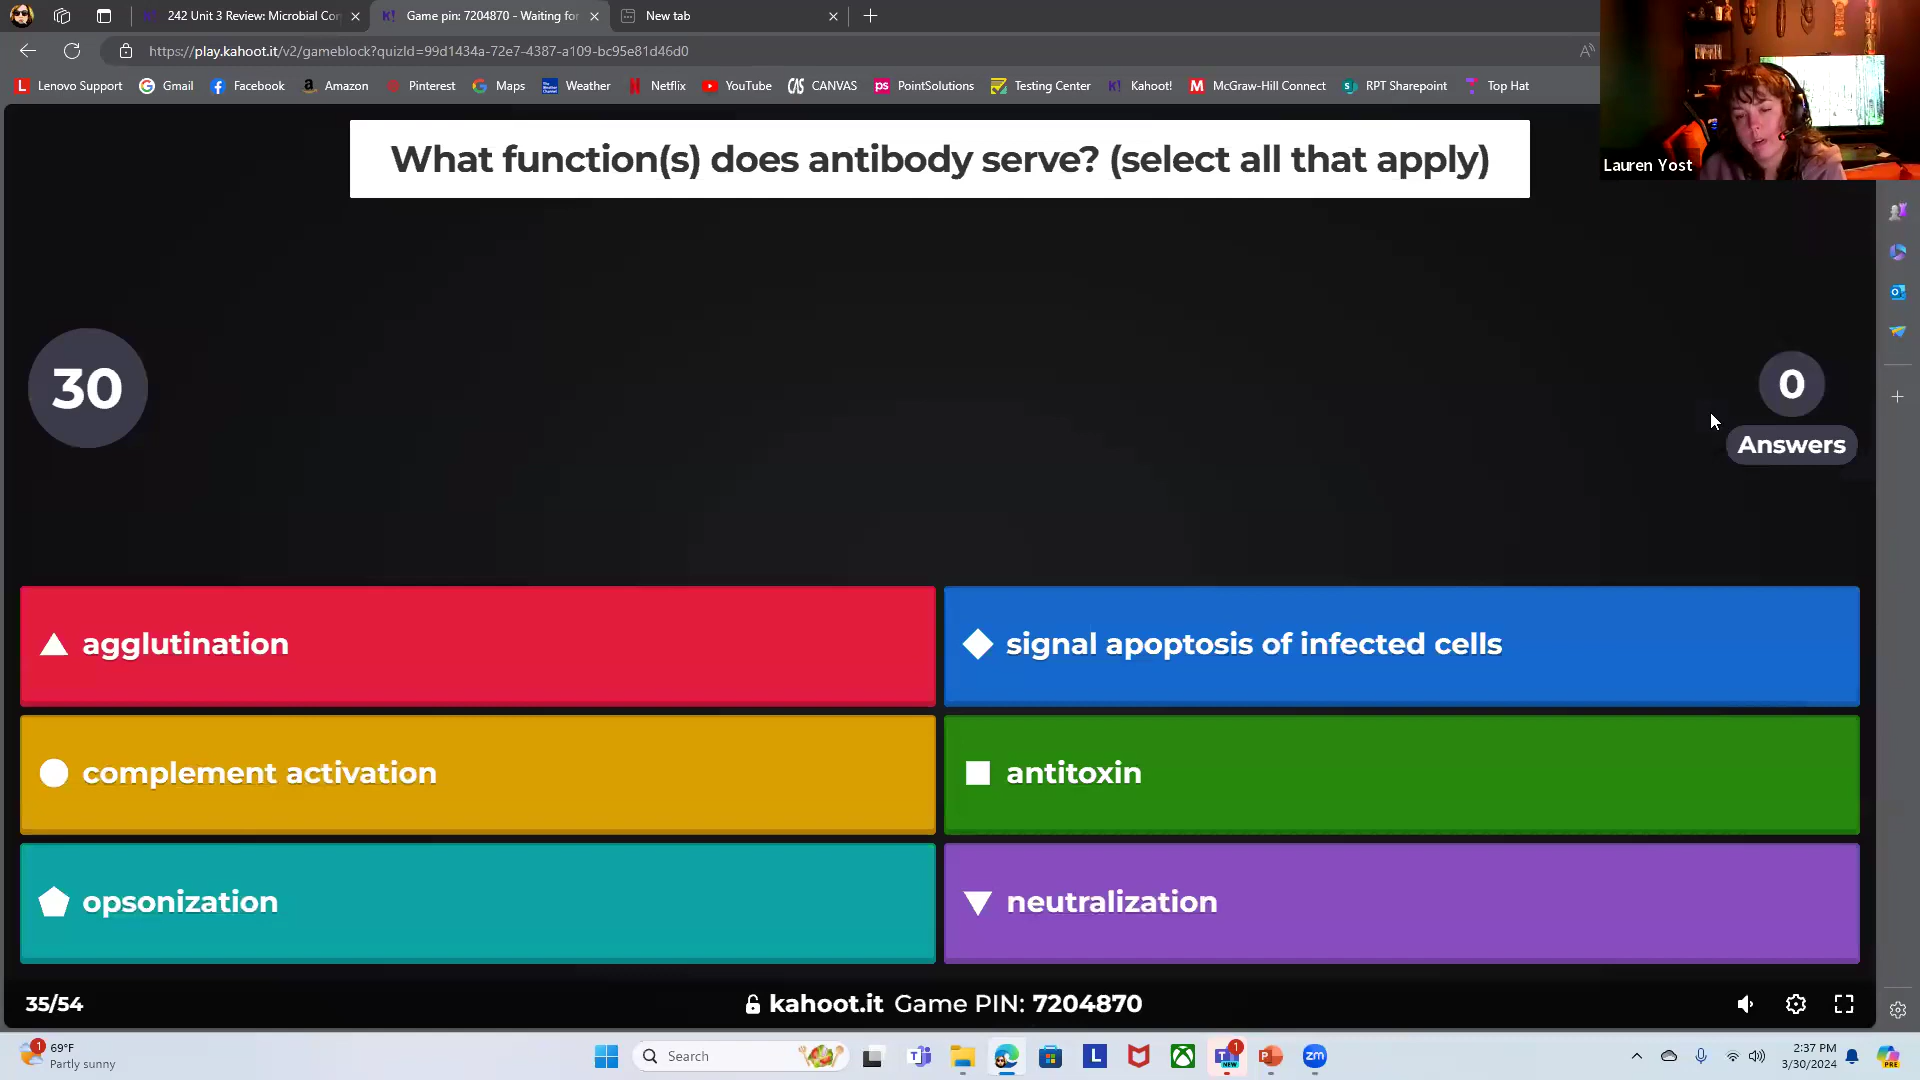 242 Unit 3 Review: Microbial Con
Game pin: 7204870 - Waiting for
New tab
https://play.kahoot.it/v2/gameblock?quizId=99d1434a-72e7-4387-a109-bc95e81d46d0
Lenovo Support Gmail Facebook Amazon Pinterest Maps Weather Netflix YouTube CANVAS PointSolutions Testing Center Kahoot! McGraw-Hill Connect RPT Sharepoint Top Hat
Lauren Yost
What function(s) does antibody serve? (select all that apply)
30
0
Answers
agglutination
signal apoptosis of infected cells
complement activation
antitoxin
opsonization
neutralization
35/54
kahoot.it Game PIN: 7204870
1
69°F
Partly sunny
Search
1
2:37 PM
3/30/2024